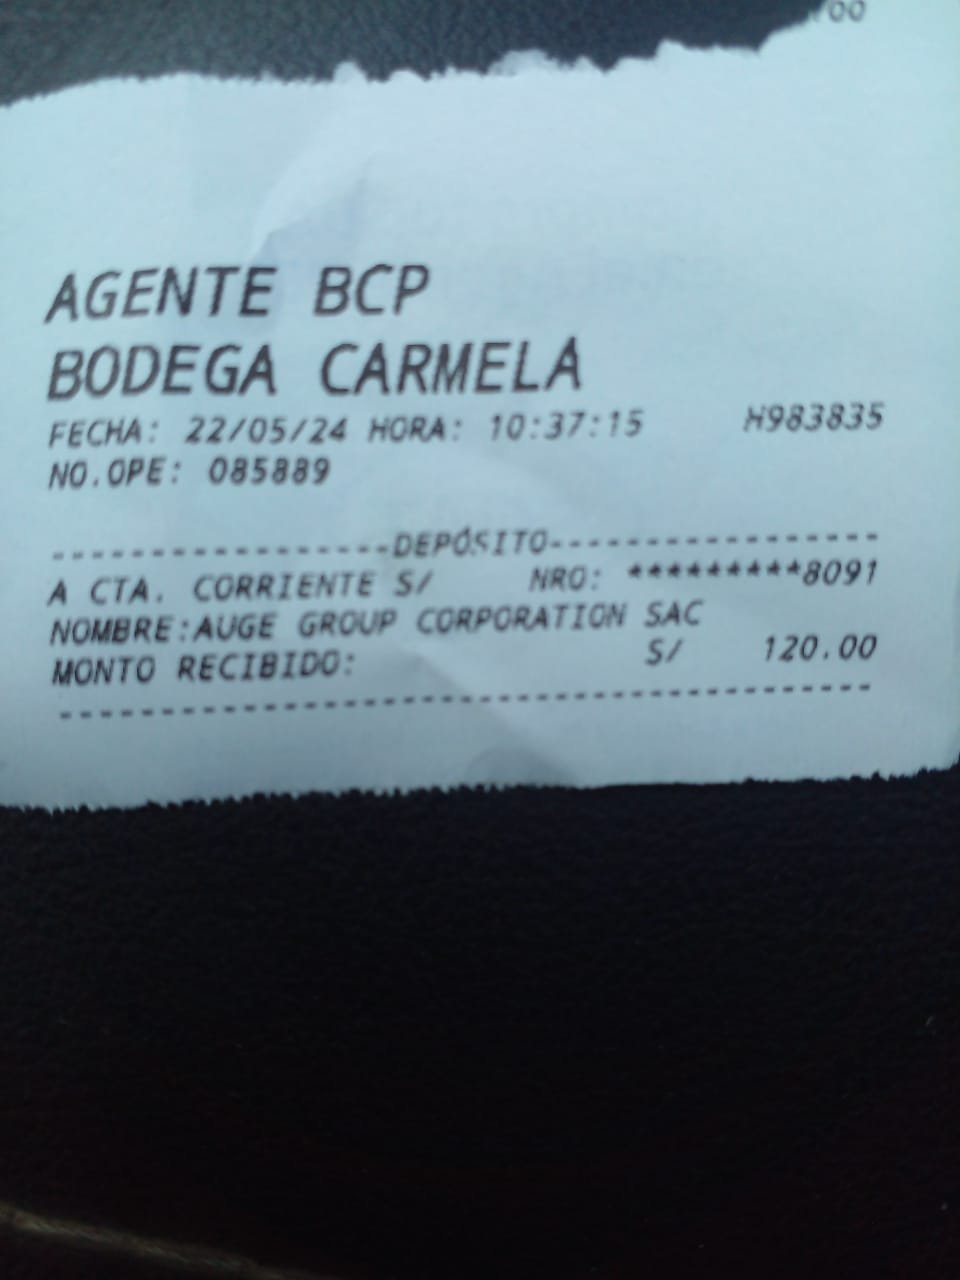 00
AGENTE BCP
BODEGA CARMELA
FECHA: 22/05/24 HORA: 10:37:15 H983835
NO.OPE: 085889
-----------------DEPÓSITO-----------------
A CTA. CORRIENTE S/ NRO: *********8091
NOMBRE:AUGE GROUP CORPORATION SAC
MONTO RECIBIDO: S/ 120.00
----------------------------------------